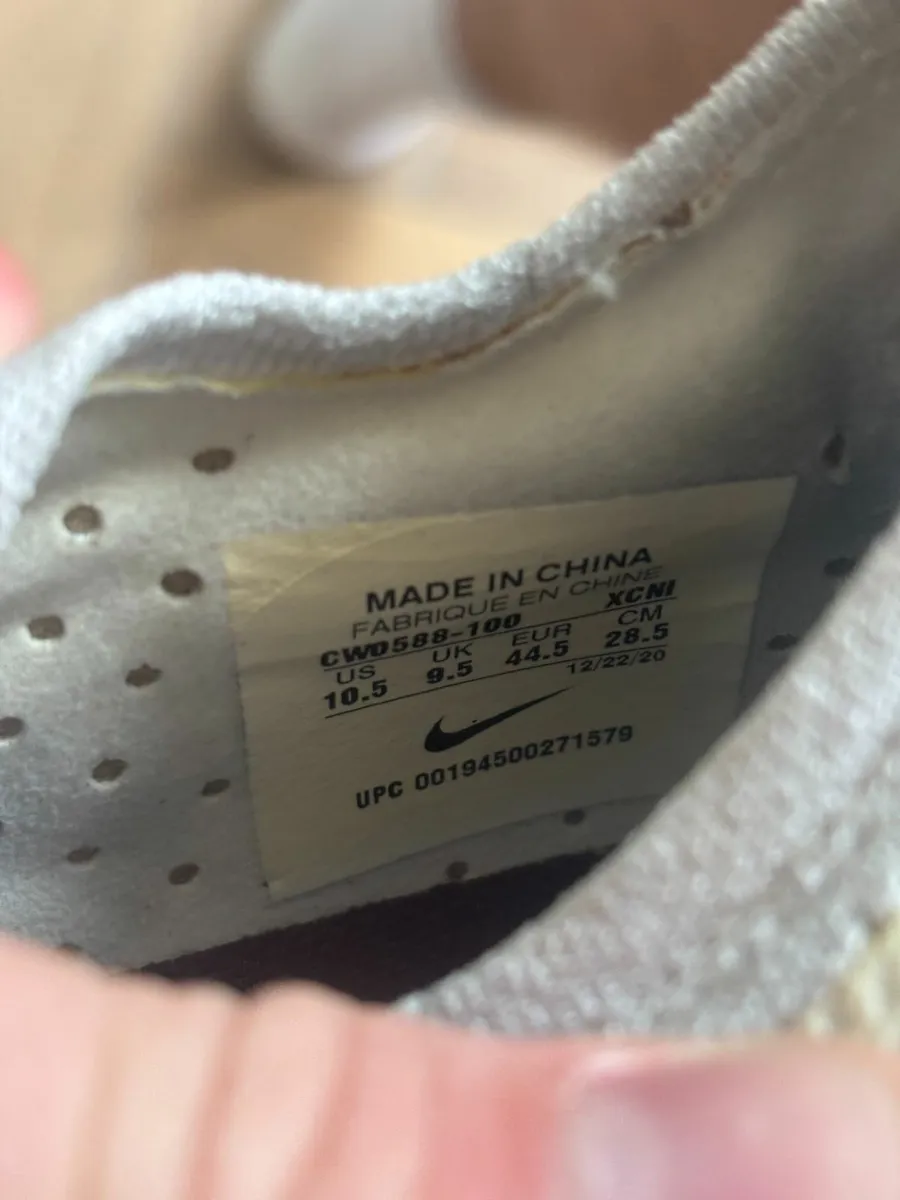 MADE IN CHINA
FABRIQUE EN CHINE
CW0588-100 XCNI
US UK EUR CM
10.5 9.5 44.5 28.5
12/22/20
UPC 00194500271579